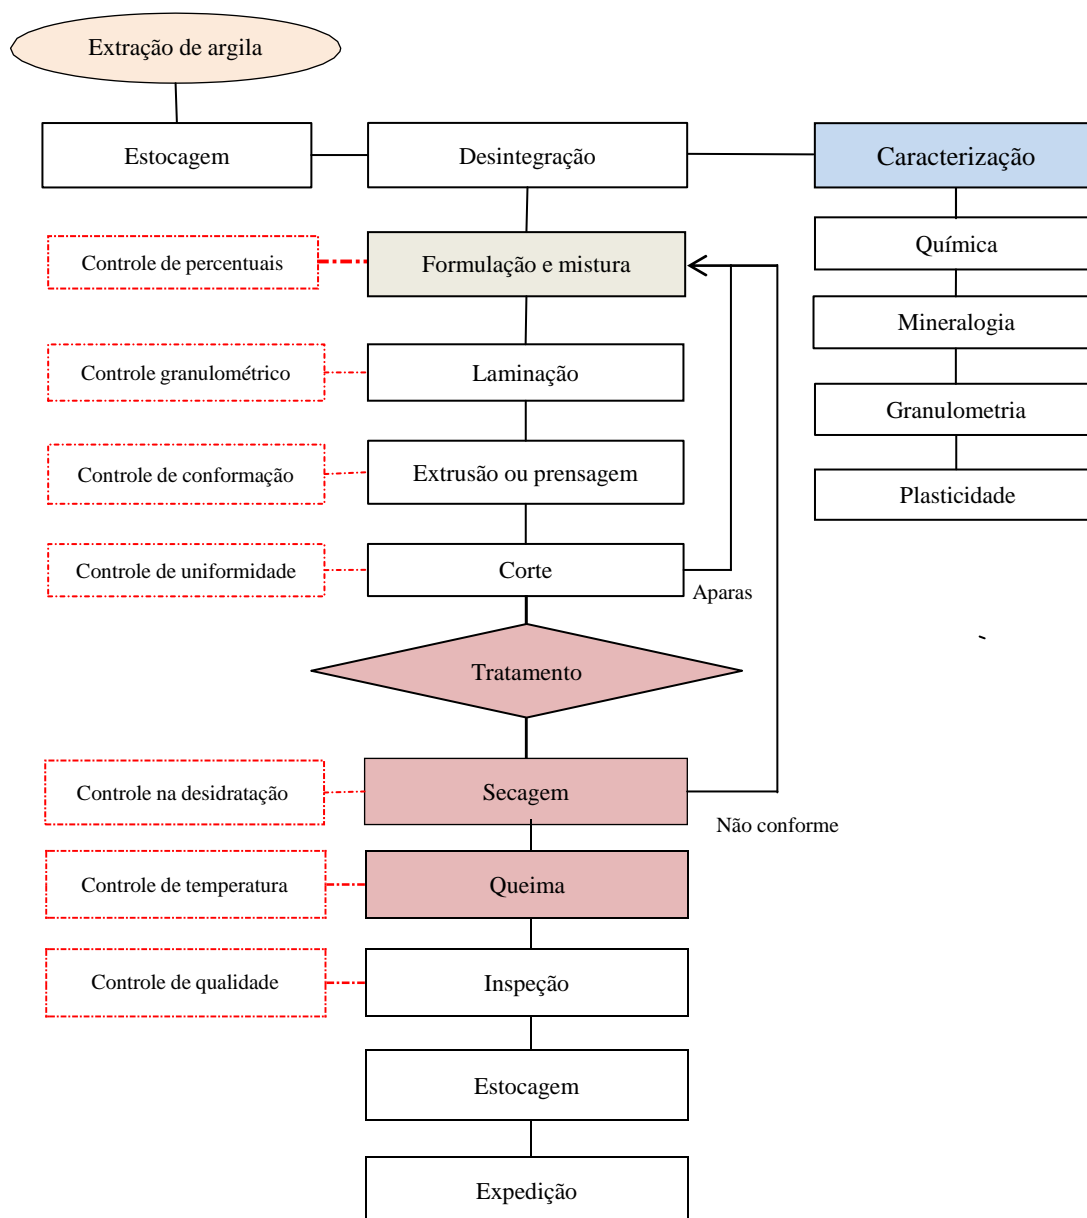 Extração de argila
Estocagem
Desintegração
Caracterização
Química
Controle de percentuais
Formulação e mistura
Mineralogia
Controle granulométrico
Laminação
Granulometria
Controle de conformação
Extrusão ou prensagem
Plasticidade
Controle de uniformidade
Corte
Aparas
Tratamento
Controle na desidratação
Secagem
Não conforme
Controle de temperatura
Queima
Controle de qualidade
Inspeção
Estocagem
Expedição